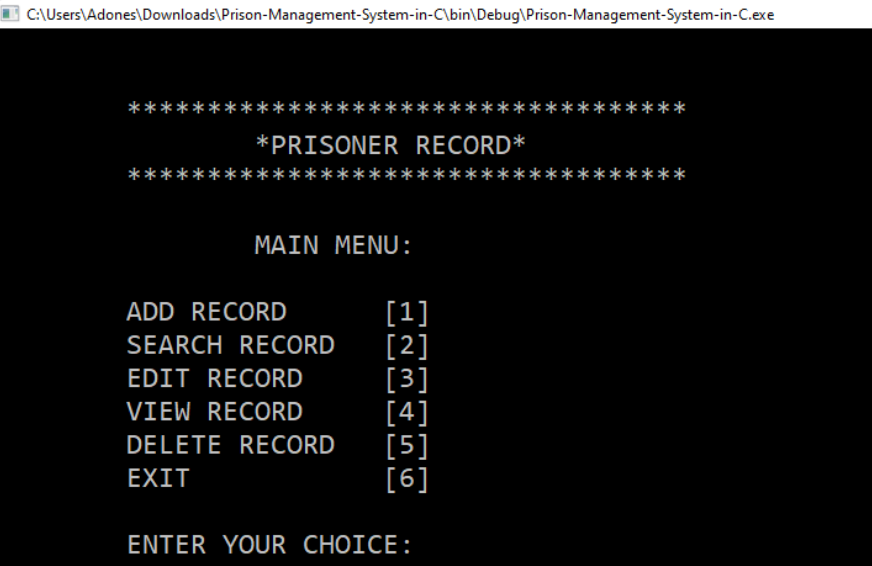 C:\Users\Adones\Downloads\Prison-Management-System-in-C\bin\Debug\Prison-Management-System-in-C.exe
***********************************
*PRISONER RECORD*
***********************************
MAIN MENU:
ADD RECORD [1]
SEARCH RECORD [2]
EDIT RECORD [3]
VIEW RECORD [4]
DELETE RECORD [5]
EXIT [6]
ENTER YOUR CHOICE: